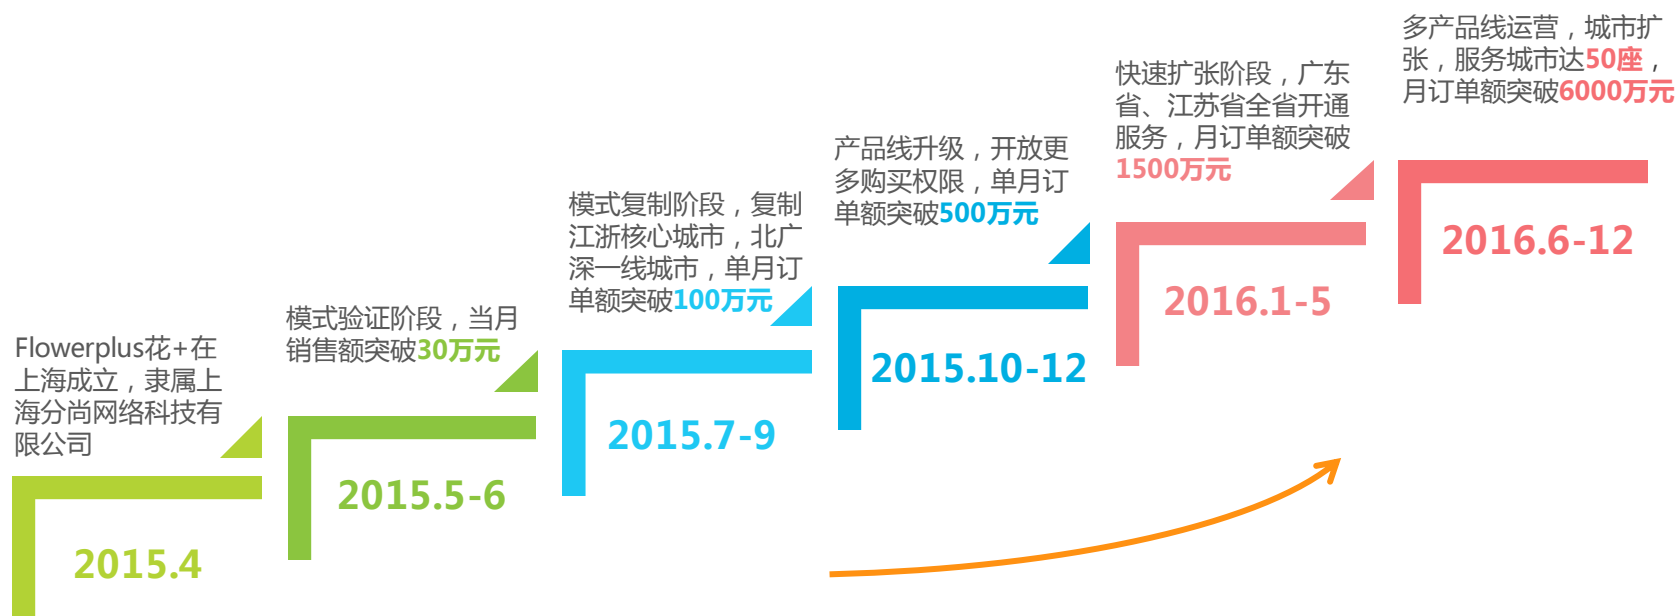 Flowerplus花+在
上海成立，隶属上
海分尚网络科技有
限公司
2015.4
模式验证阶段，当月
销售额突破30万元
2015.5-6
模式复制阶段，复制
江浙核心城市，北广
深一线城市，单月订
单额突破100万元
2015.7-9
产品线升级，开放更
多购买权限，单月订
单额突破500万元
2015.10-12
快速扩张阶段，广东
省、江苏省全省开通
服务，月订单额突破
1500万元
2016.1-5
多产品线运营，城市扩
张，服务城市达50座，
月订单额突破6000万元
2016.6-12